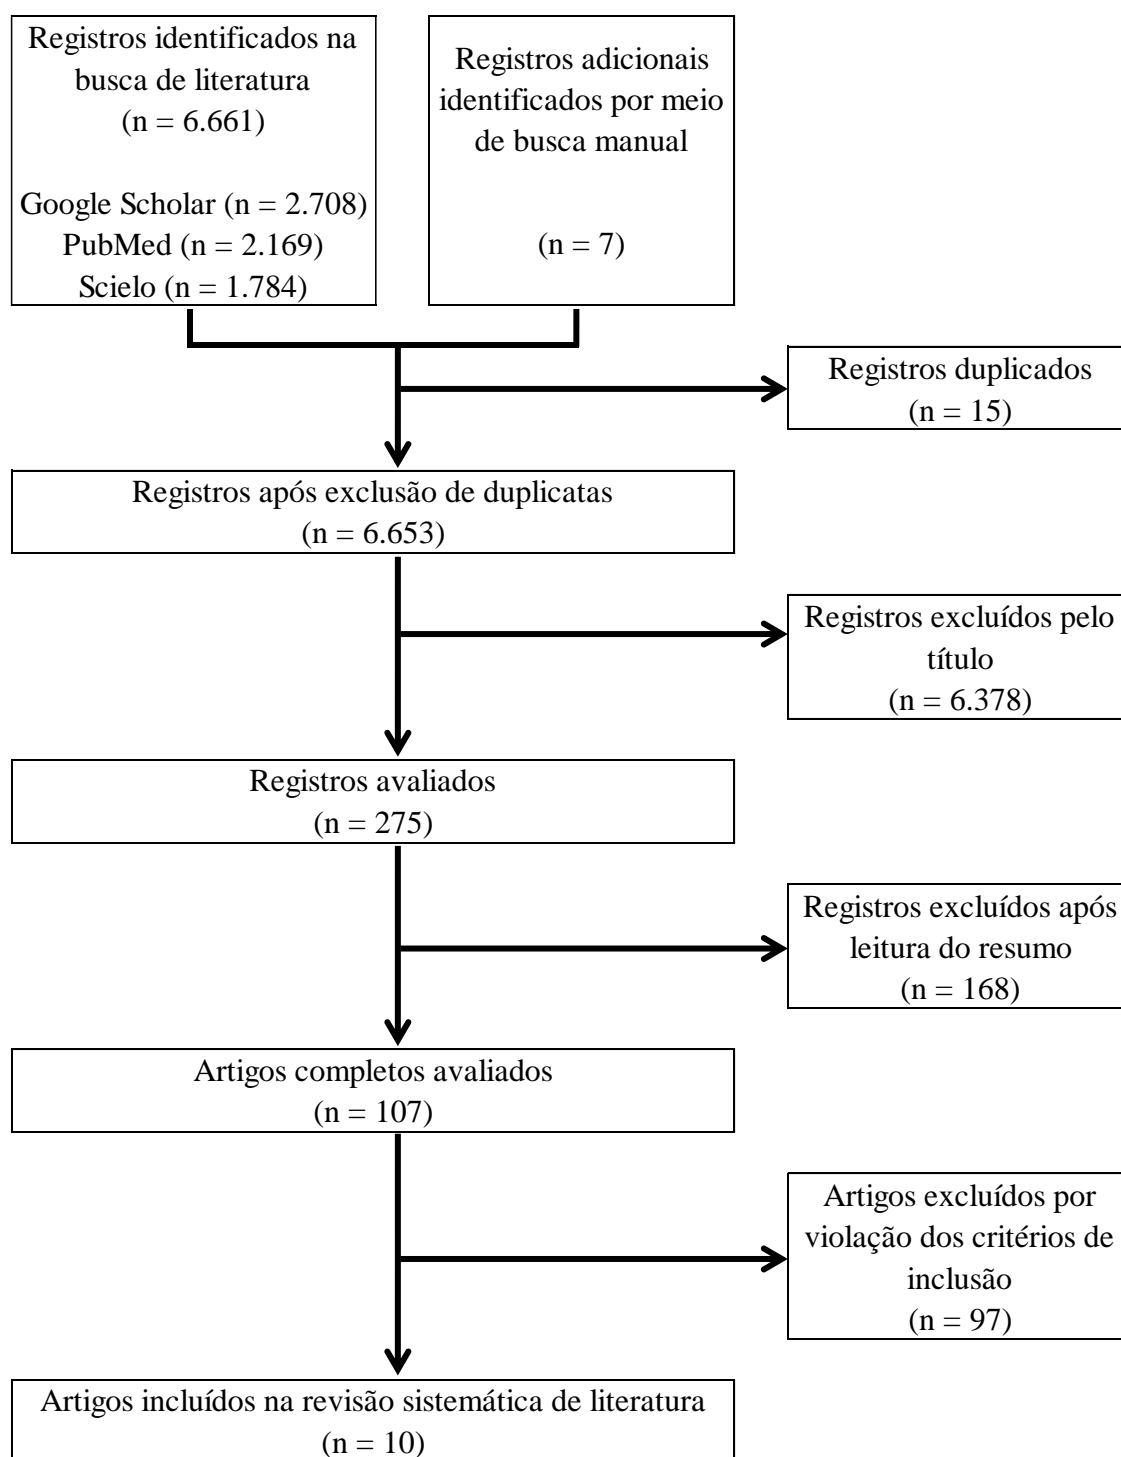 Registros identificados na
busca de literatura
(n = 6.661)
Google Scholar (n = 2.708)
PubMed (n = 2.169)
Scielo (n = 1.784)
Registros adicionais
identificados por meio
de busca manual
(n = 7)
Registros duplicados
(n = 15)
Registros após exclusão de duplicatas
(n = 6.653)
Registros excluídos pelo
título
(n = 6.378)
Registros avaliados
(n = 275)
Registros excluídos após
leitura do resumo
(n = 168)
Artigos completos avaliados
(n = 107)
Artigos excluídos por
violação dos critérios de
inclusão
(n = 97)
Artigos incluídos na revisão sistemática de literatura
(n = 10)